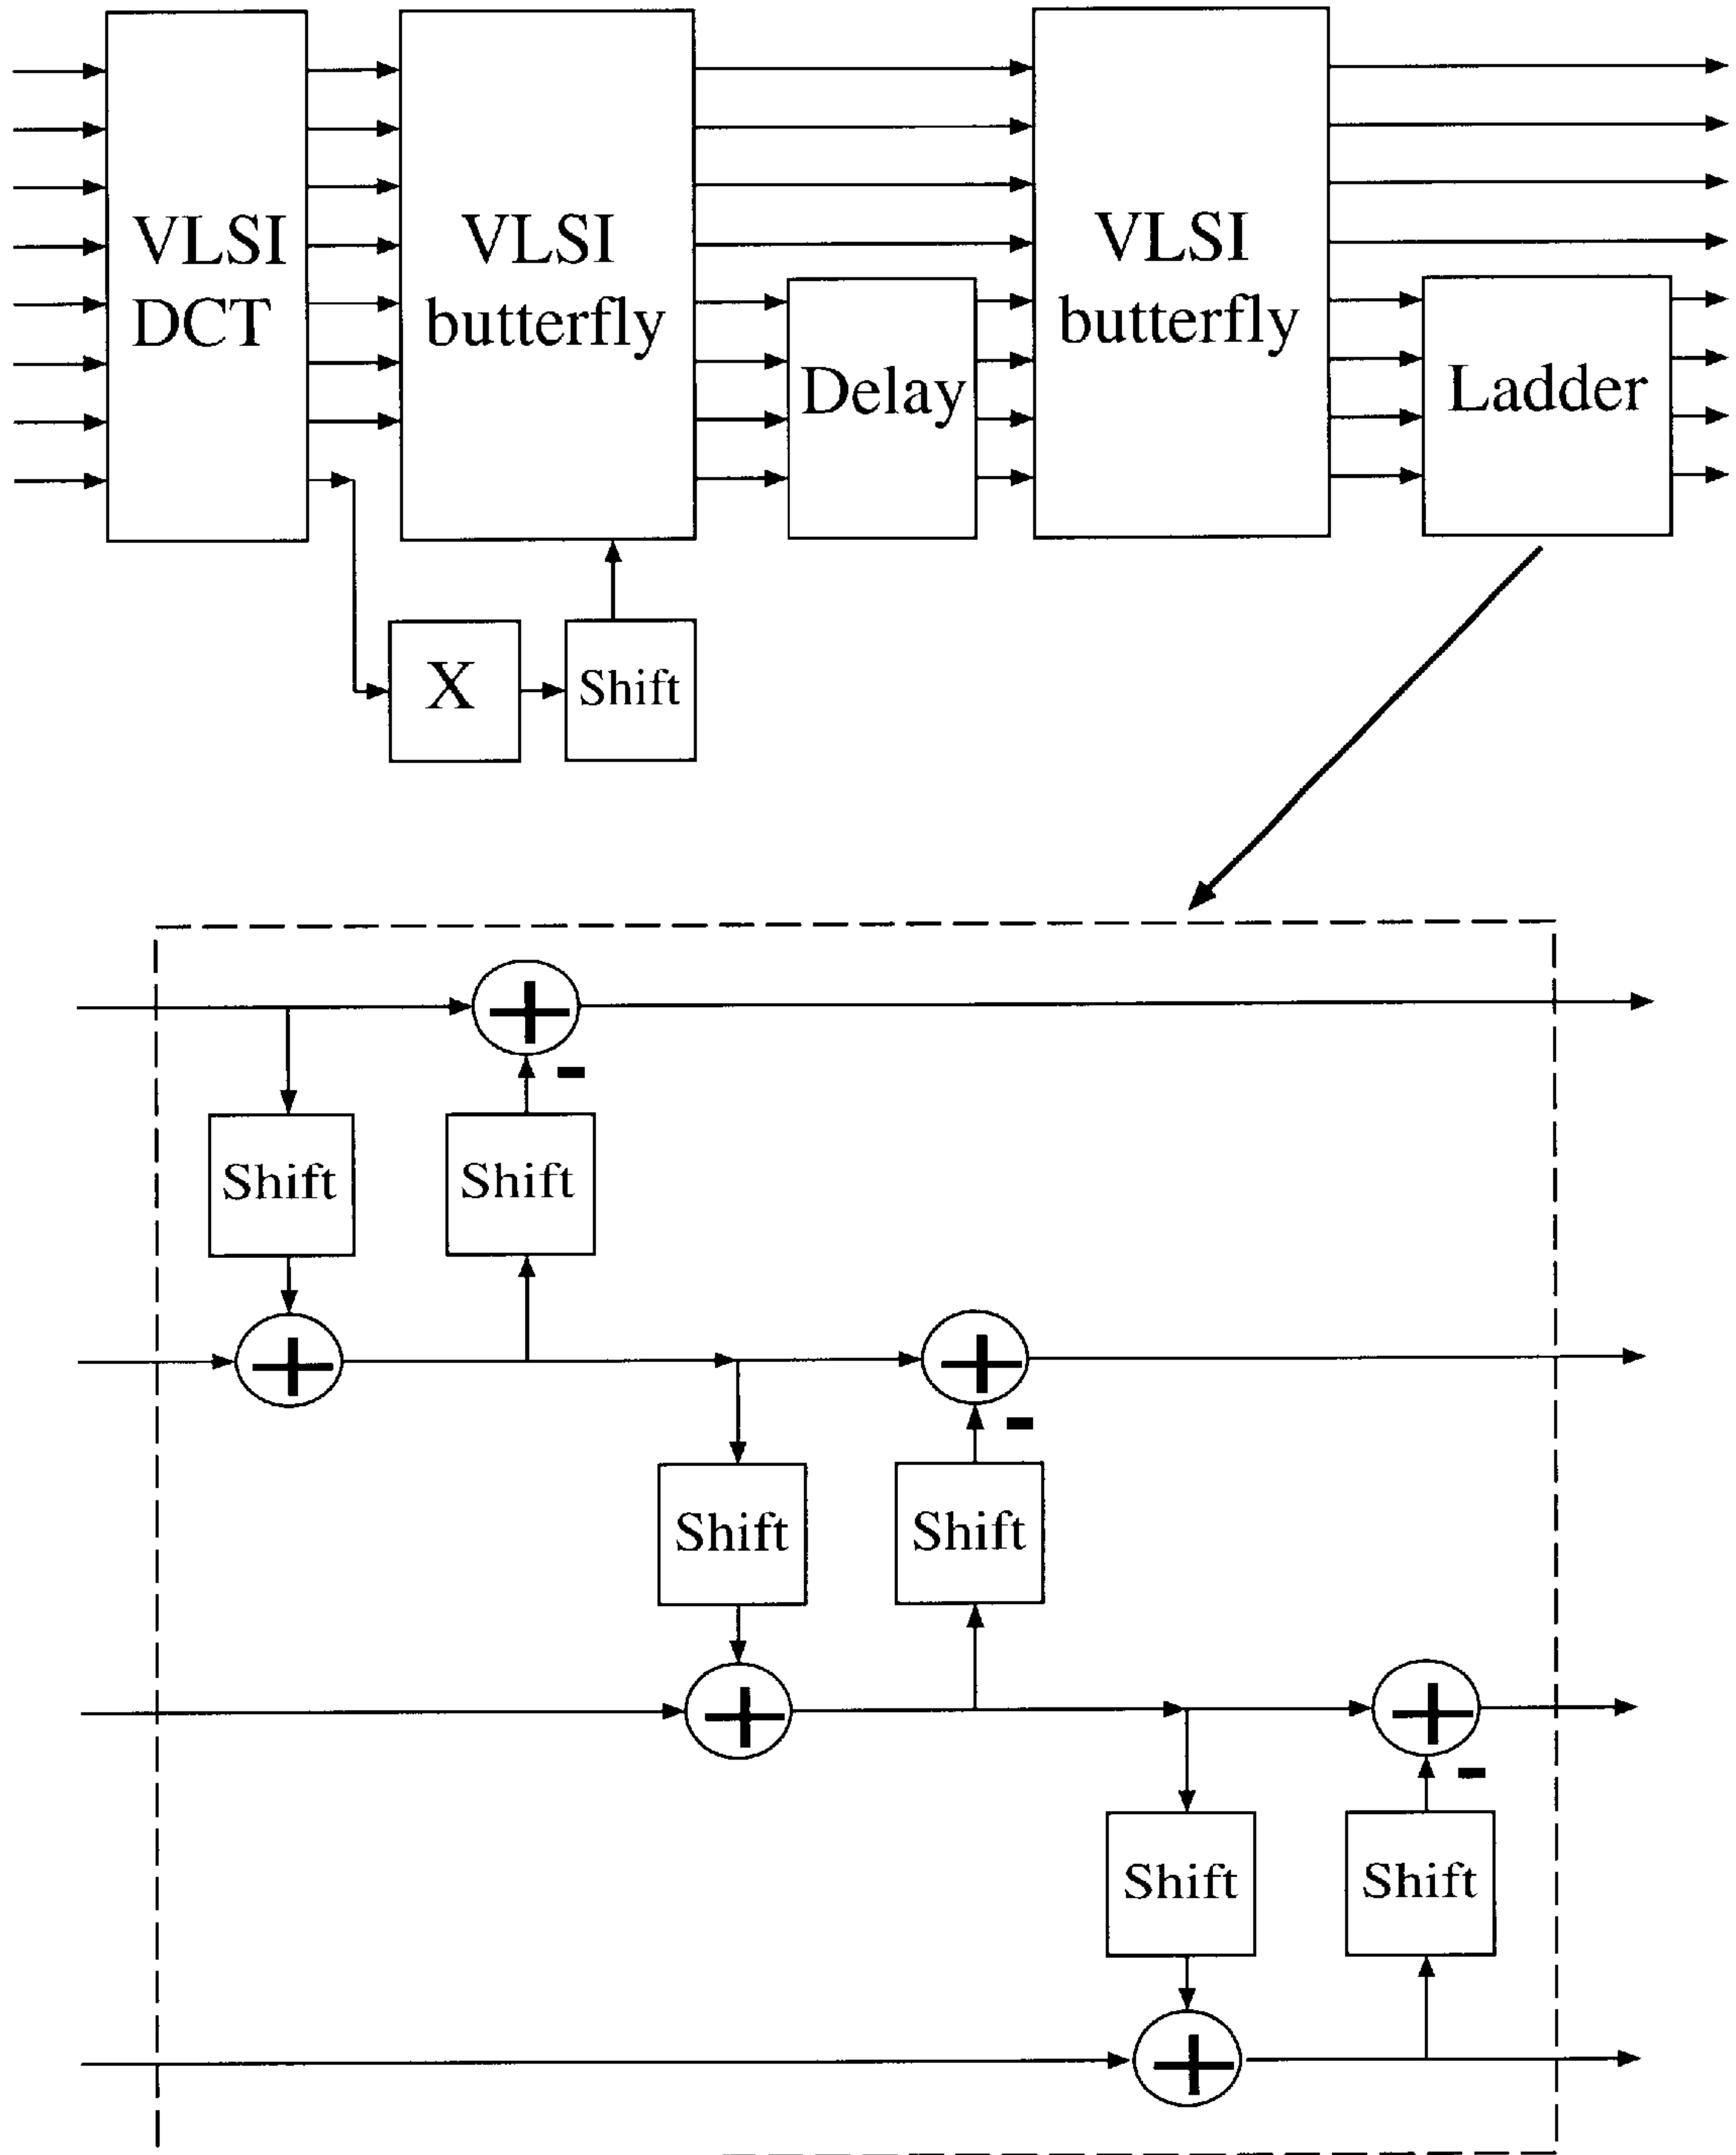 VLSI
DCT
VLSI
butterfly
Delay
VLSI
butterfly
Ladder
X
Shift
+
-
Shift
Shift
+
+
-
Shift
Shift
+
+
-
Shift
Shift
+